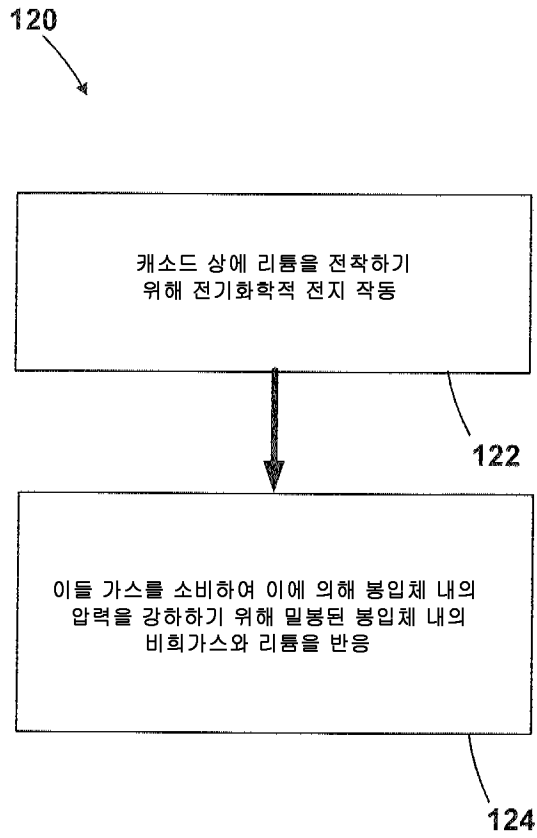 120
캐소드 상에 리튬을 전착하기
위해 전기화학적 전지 작동
122
이들 가스를 소비하여 이에 의해 봉입체 내의
압력을 강하하기 위해 밀봉된 봉입체 내의
비희가스와 리튬을 반응
124